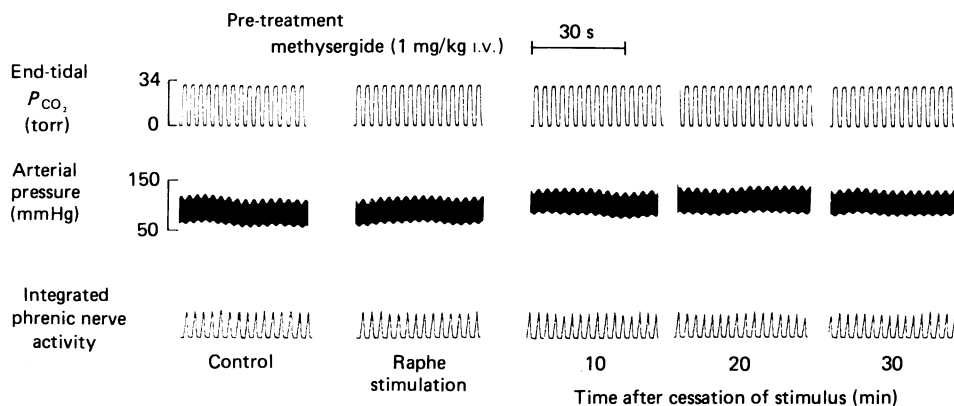 Pre-treatment
methysergide (1 mg/kg I.V.)
30 s
End-tidal
P_CO₂
(torr)
34
0
Arterial
pressure
(mmHg)
150
50
Integrated
phrenic nerve
activity
Control
Raphe
stimulation
10
20
30
Time after cessation of stimulus (min)